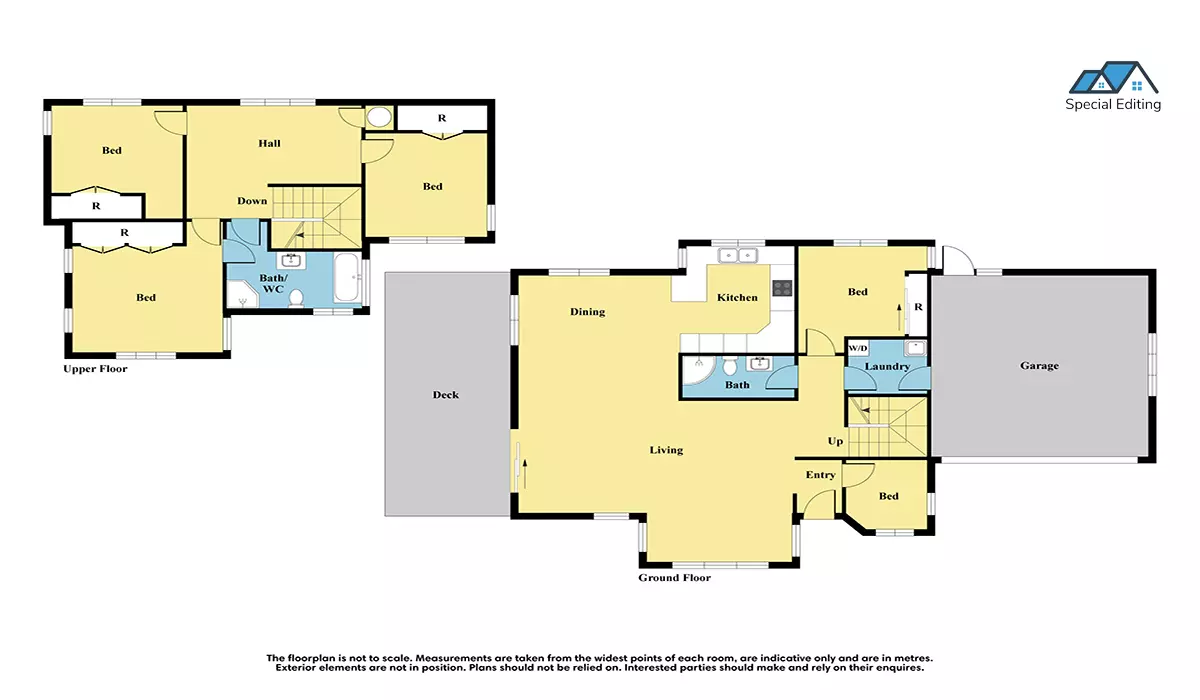 Special Editing
R
Bed
Hall
Bed
Down
R
R
Bath/
WC
Bed
Upper Floor
Kitchen
Bed
Dining
R
W/D
Laundry
Garage
Bath
Deck
Up
Living
Entry
Bed
Ground Floor
The floorplan is not to scale. Measurements are taken from the widest points of each room, are indicative only and are in metres.
Exterior elements are not in position. Plans should not be relied on. Interested parties should make and rely on their enquires.